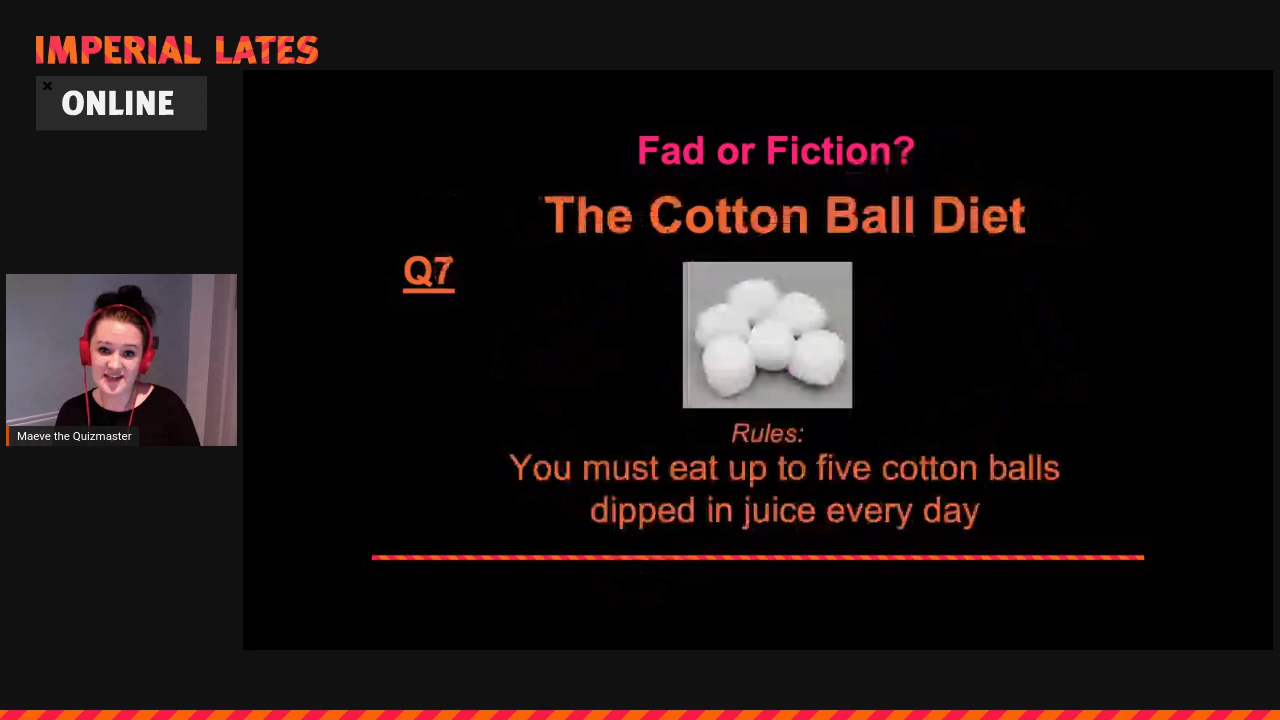 IMPERIAL LATES
ONLINE
Fad or Fiction?
The Cotton Ball Diet
Q7
Rules:
You must eat up to five cotton balls
dipped in juice every day
Maeve the Quizmaster